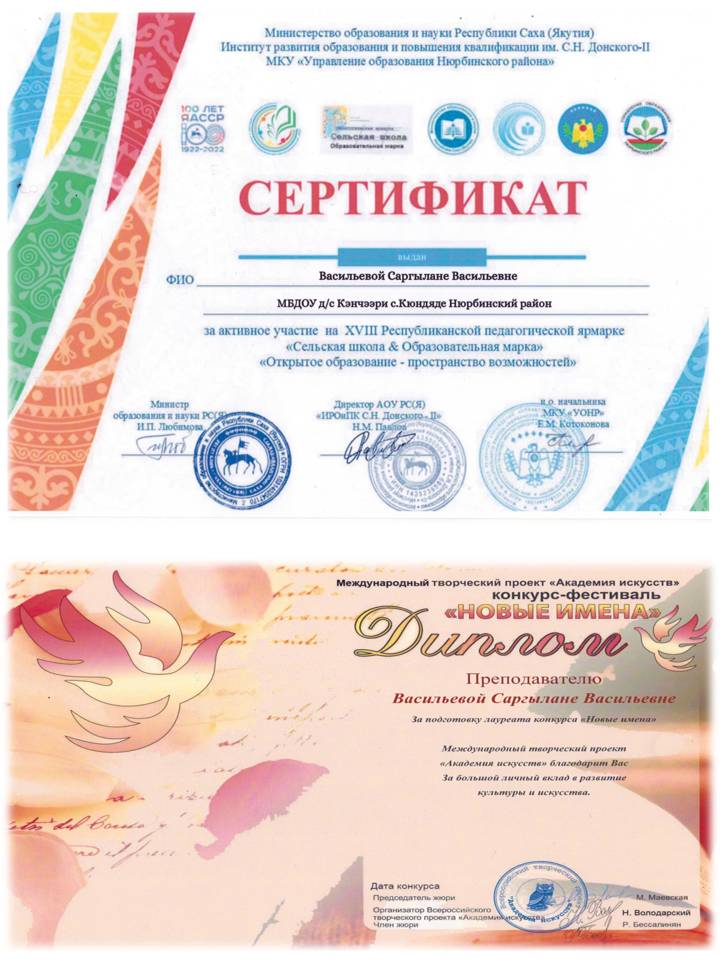 Министерство образования и науки Республики Саха (Якутия)
Институт развития образования и повышения квалификации им. С.Н. Донского-II
МКУ «Управление образования Нюрбинского района»
100 ЛЕТ
ЯАССР
1922-2022
Сельская школа
Образовательная марка
СЕРТИФИКАТ
выдан
ФИО Васильевой Саргылане Васильевне
МБДОУ д/с Кэнчээри с.Кюндяде Нюрбинский район
за активное участие на XVIII Республиканской педагогической ярмарке
«Сельская школа & Образовательная марка»
«Открытое образование - пространство возможностей»
Министр
образования и науки РС(Я)
И.П. Любимова
Директор АОУ РС(Я)
«ИРОиПК С.Н. Донского - II»
Н.М. Павлов
и.о. начальника
МКУ «УОНР»
Е.М. Котоконова
Международный творческий проект «Академия искусств»
конкурс-фестиваль
«НОВЫЕ ИМЕНА»
Диплом
Преподавателю
Васильевой Саргылане Васильевне
За подготовку лауреата конкурса «Новые имена»
Международный творческий проект
«Академия искусств» благодарит Вас
За большой личный вклад в развитие
культуры и искусства.
Дата конкурса
Председатель жюри М. Маевская
Организатор Всероссийского
творческого проекта «Академия искусств» Н. Володарский
Член жюри Р. Бессалинян